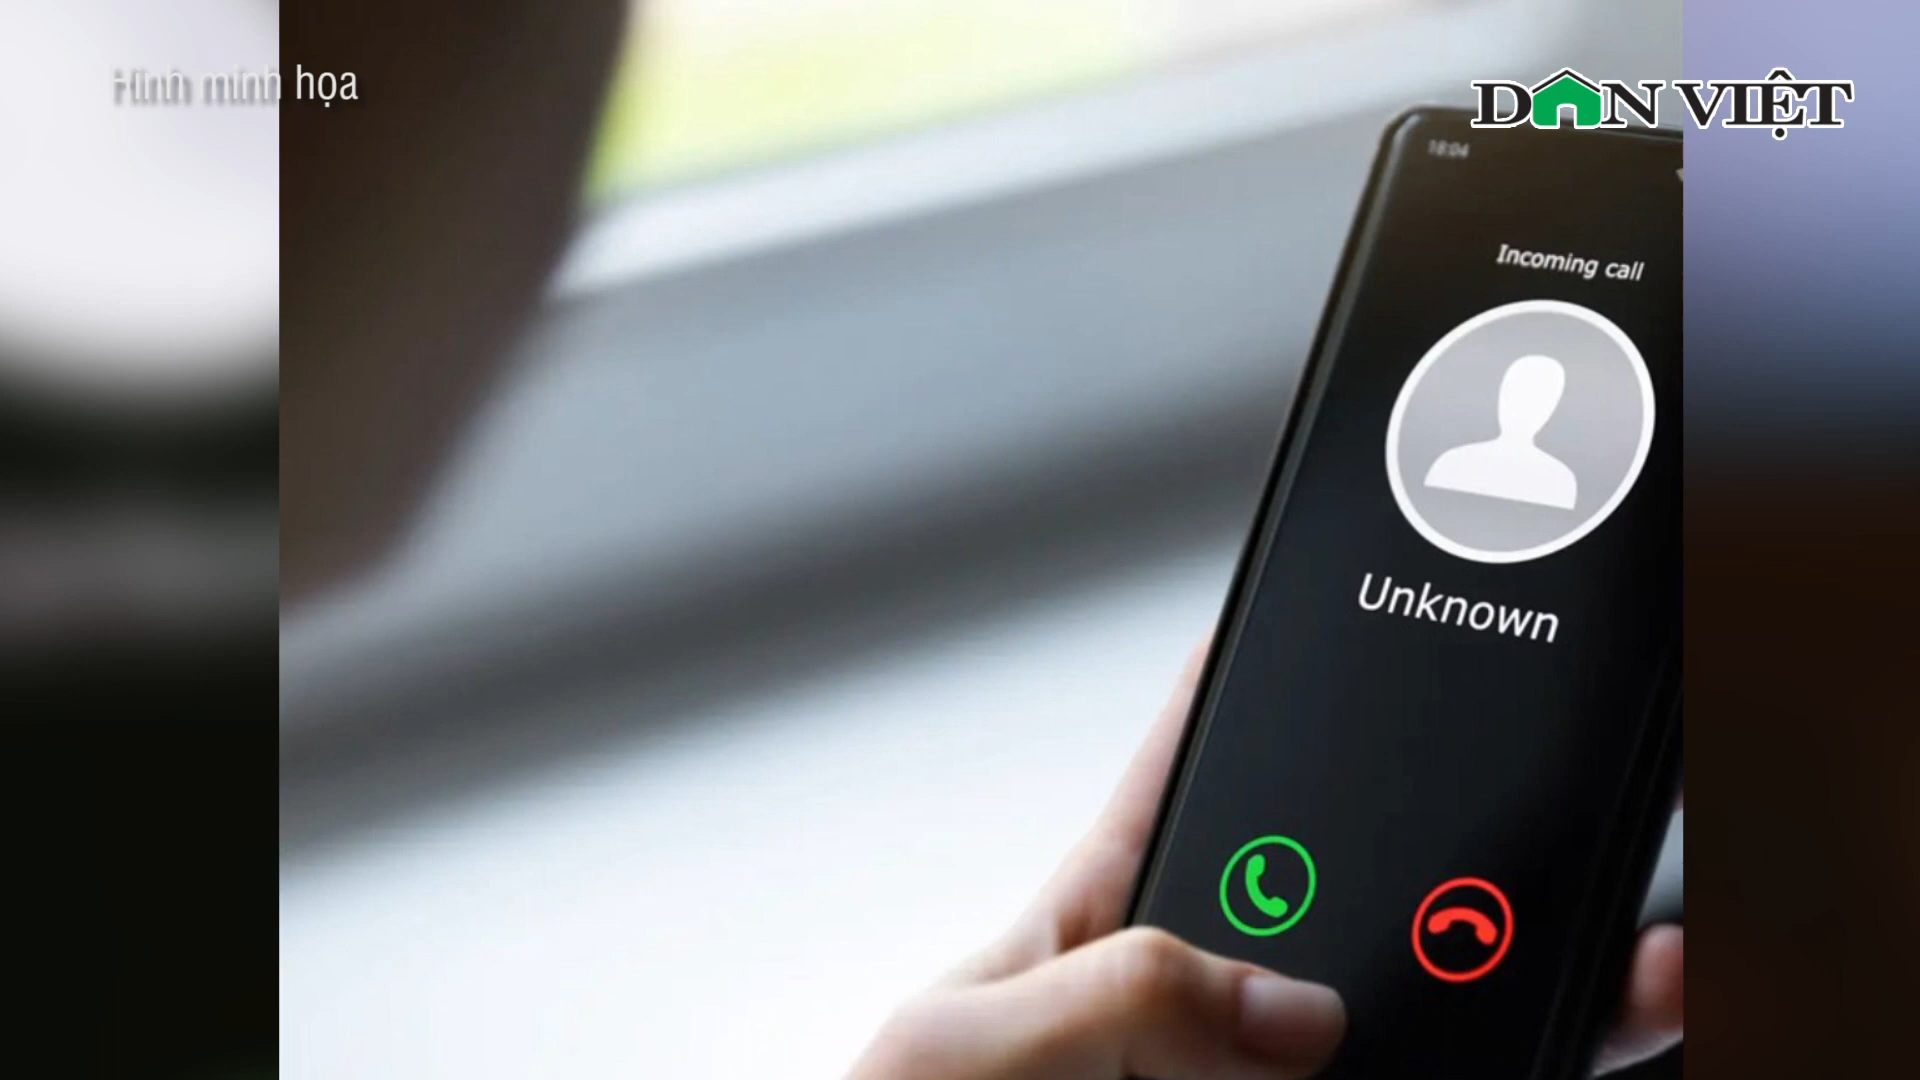 Hình minh họa
DÂN VIỆT
18:04
Incoming call
Unknown